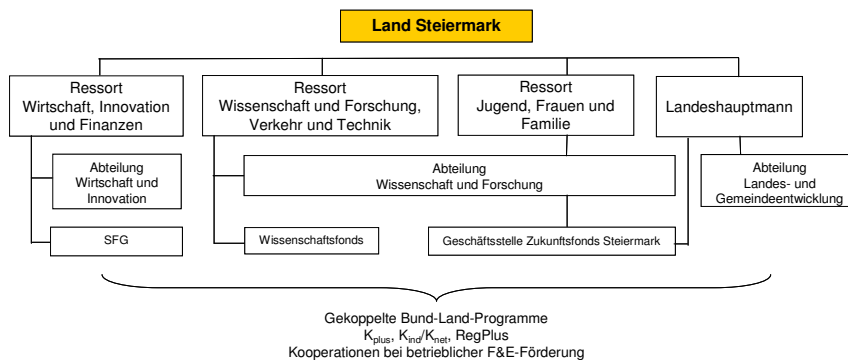 Land Steiermark
Ressort
Wirtschaft, Innovation
und Finanzen
Ressort
Wissenschaft und Forschung,
Verkehr und Technik
Ressort
Jugend, Frauen und
Familie
Landeshauptmann
Abteilung
Wirtschaft und
Innovation
Abteilung
Wissenschaft und Forschung
Abteilung
Landes- und
Gemeindeentwicklung
SFG
Wissenschaftsfonds
Geschäftsstelle Zukunftsfonds Steiermark
Gekoppelte Bund-Land-Programme
Kplus, Kind/Knet, RegPlus
Kooperationen bei betrieblicher F&E-Förderung